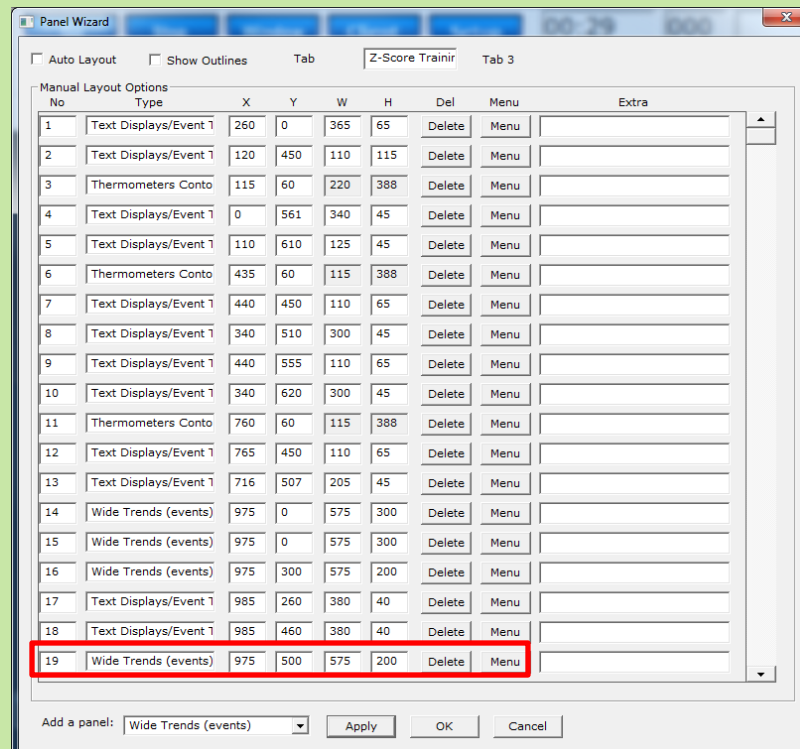 Panel Wizard
00:29 000
Auto Layout Show Outlines Tab Z-Score Trainir Tab 3
Manual Layout Options
No Type X Y W H Del Menu Extra
1 Text Displays/Event T 260 0 365 65 Delete Menu
2 Text Displays/Event T 120 450 110 115 Delete Menu
3 Thermometers Conto 115 60 220 388 Delete Menu
4 Text Displays/Event T 0 561 340 45 Delete Menu
5 Text Displays/Event T 110 610 125 45 Delete Menu
6 Thermometers Conto 435 60 115 388 Delete Menu
7 Text Displays/Event T 440 450 110 65 Delete Menu
8 Text Displays/Event T 340 510 300 45 Delete Menu
9 Text Displays/Event T 440 555 110 65 Delete Menu
10 Text Displays/Event T 340 620 300 45 Delete Menu
11 Thermometers Conto 760 60 115 388 Delete Menu
12 Text Displays/Event T 765 450 110 65 Delete Menu
13 Text Displays/Event T 716 507 205 45 Delete Menu
14 Wide Trends (events) 975 0 575 300 Delete Menu
15 Wide Trends (events) 975 0 575 300 Delete Menu
16 Wide Trends (events) 975 300 575 200 Delete Menu
17 Text Displays/Event T 985 260 380 40 Delete Menu
18 Text Displays/Event T 985 460 380 40 Delete Menu
19 Wide Trends (events) 975 500 575 200 Delete Menu
Add a panel: Wide Trends (events) Apply OK Cancel